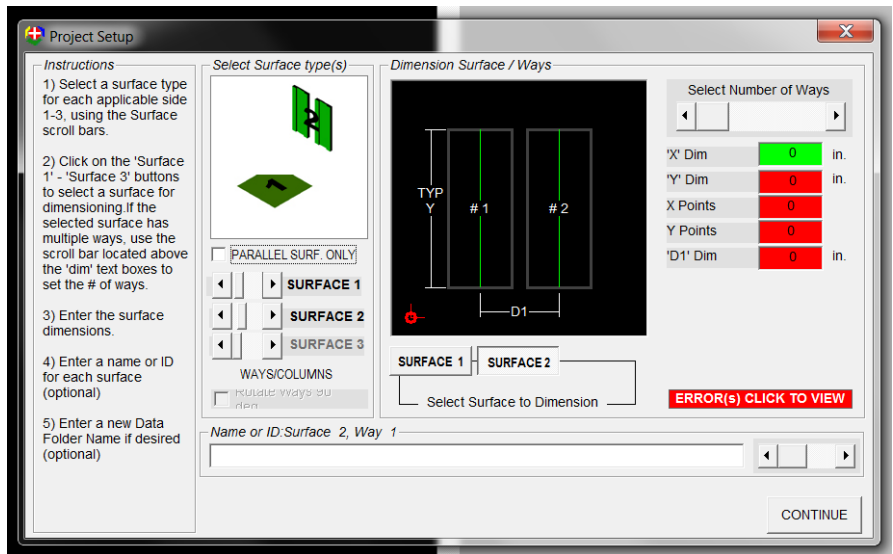 Project Setup
Instructions
1) Select a surface type
for each applicable side
1-3, using the Surface
scroll bars.
2) Click on the 'Surface
1' - 'Surface 3' buttons
to select a surface for
dimensioning.If the
selected surface has
multiple ways, use the
scroll bar located above
the 'dim' text boxes to
set the # of ways.
3) Enter the surface
dimensions.
4) Enter a name or ID
for each surface
(optional)
5) Enter a new Data
Folder Name if desired
(optional)
Select Surface type(s)
2
1
PARALLEL SURF. ONLY
SURFACE 1
SURFACE 2
SURFACE 3
WAYS/COLUMNS
Rotate Ways 90
deg
Dimension Surface / Ways
TYP
Y
# 1
# 2
D1
SURFACE 1
SURFACE 2
Select Surface to Dimension
Select Number of Ways
'X' Dim 0 in.
'Y' Dim 0 in.
X Points 0
Y Points 0
'D1' Dim 0 in.
ERROR(s) CLICK TO VIEW
Name or ID:Surface 2, Way 1
CONTINUE